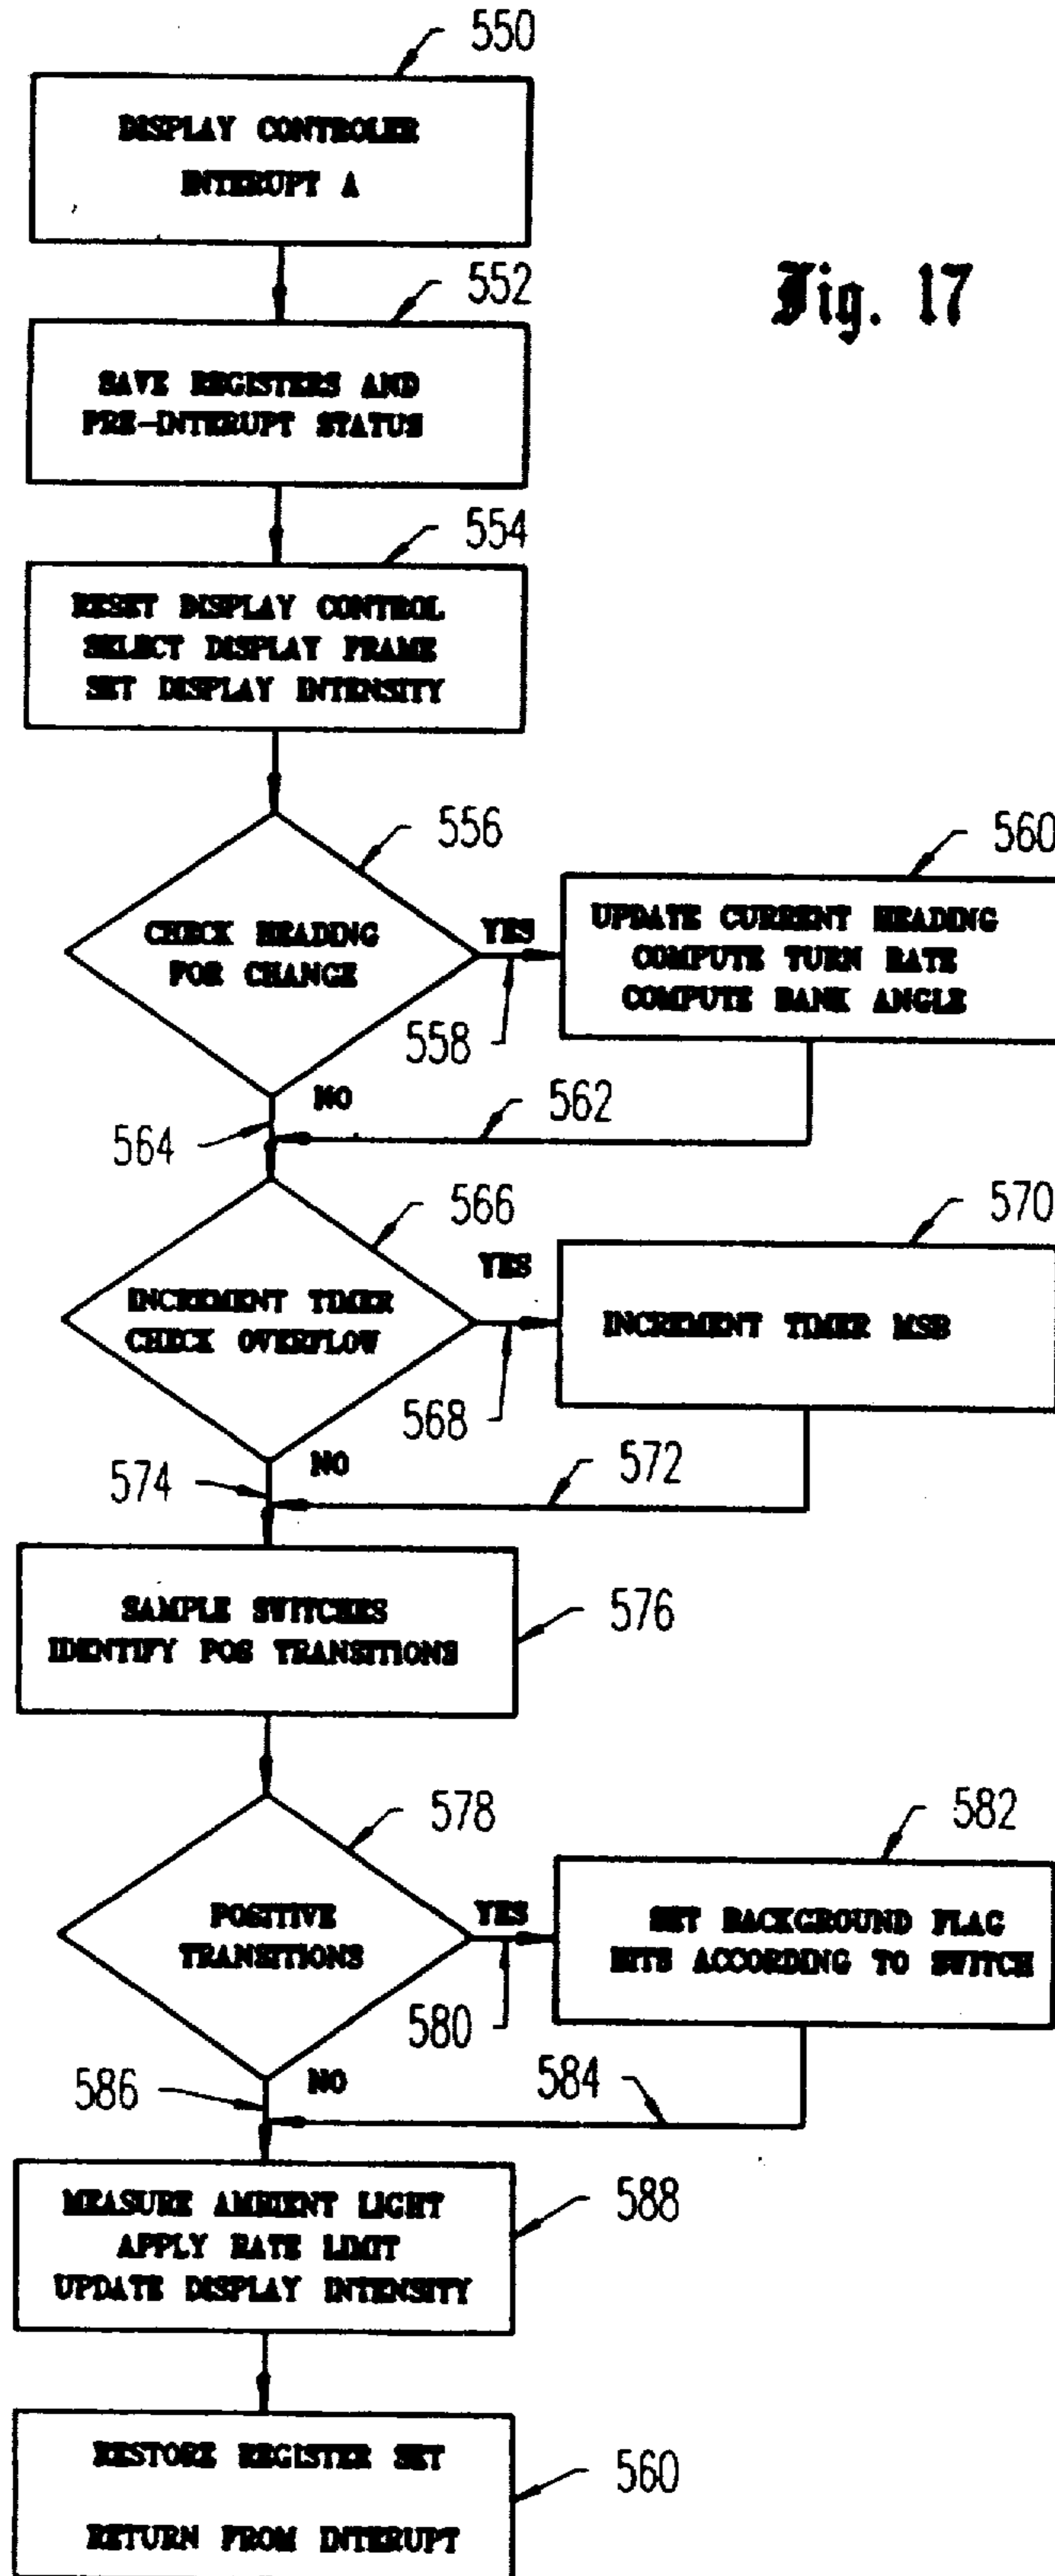 550
DISPLAY CONTROLER
INTERUPT A
Fig. 17
552
SAVE REGISTERS AND
PRE-INTERUPT STATUS
554
RESET DISPLAY CONTROL
SELECT DISPLAY FRAME
SET DISPLAY INTENSITY
556
CHECK HEADING
FOR CHANGE
YES
558
560
UPDATE CURRENT HEADING
COMPUTE TURN RATE
COMPUTE BANK ANGLE
NO
562
564
566
INCREMENT TIMER
CHECK OVERFLOW
YES
568
570
INCREMENT TIMER MSB
NO
572
574
SAMPLE SWITCHES
IDENTIFY POS TRANSITIONS
576
578
POSITIVE
TRANSITIONS
YES
580
582
SET BACKGROUND FLAG
BITS ACCORDING TO SWITCH
NO
584
586
MEASURE AMBIENT LIGHT
APPLY RATE LIMIT
UPDATE DISPLAY INTENSITY
588
RESTORE REGISTER SET
RETURN FROM INTERUPT
560